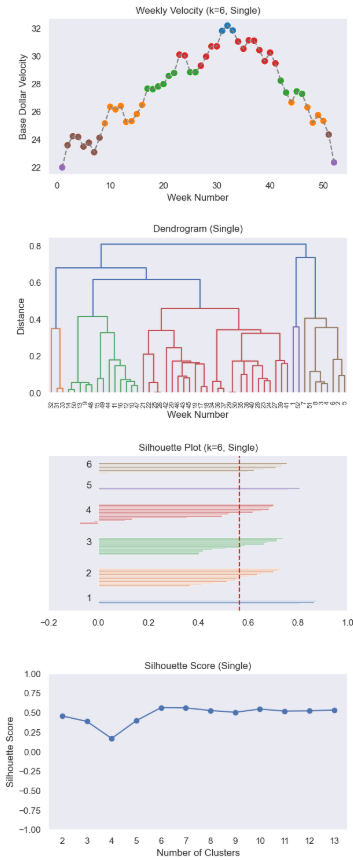 Weekly Velocity (k=6, Single)
32
30
28
26
24
22
Base Dollar Velocity
0 10 20 30 40 50
Week Number
Dendrogram (Single)
0.8
0.6
0.4
0.2
0.0
Distance
Week Number
Silhouette Plot (k=6, Single)
6
5
4
3
2
1
−0.2 0.0 0.2 0.4 0.6 0.8 1.0
Silhouette Score (Single)
1.00
0.75
0.50
0.25
0.00
−0.25
−0.50
−0.75
−1.00
Silhouette Score
2 3 4 5 6 7 8 9 10 11 12 13
Number of Clusters